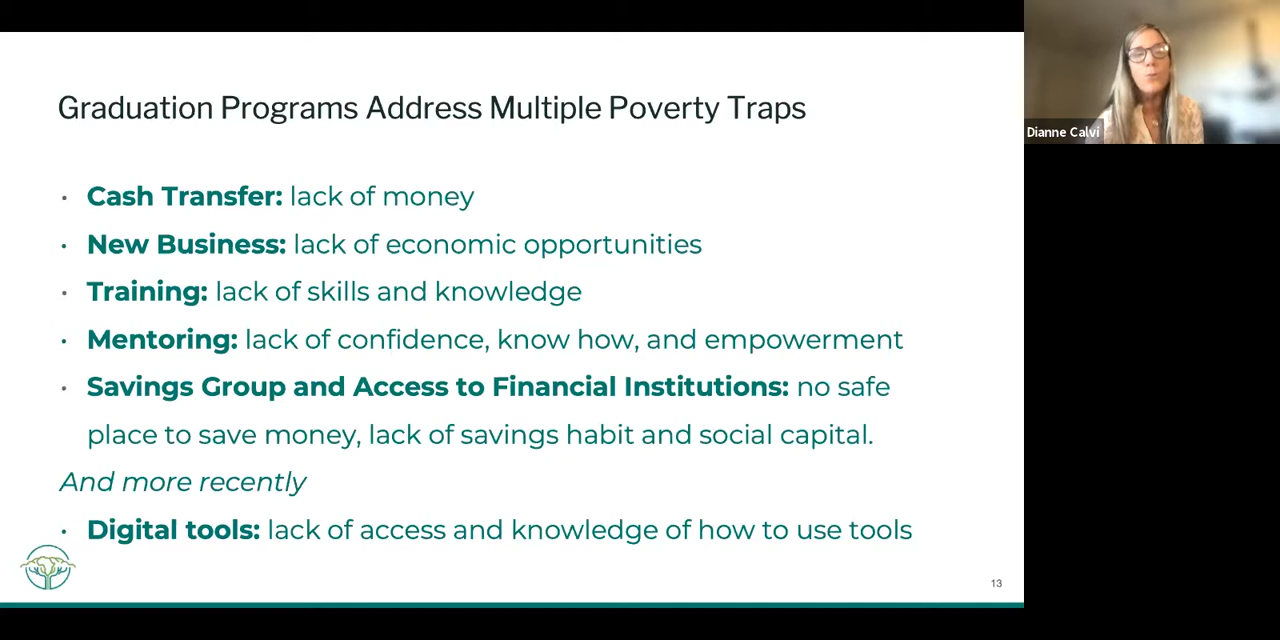 Graduation Programs Address Multiple Poverty Traps
• Cash Transfer: lack of money
• New Business: lack of economic opportunities
• Training: lack of skills and knowledge
• Mentoring: lack of confidence, know how, and empowerment
• Savings Group and Access to Financial Institutions: no safe
place to save money, lack of savings habit and social capital.
And more recently
• Digital tools: lack of access and knowledge of how to use tools
13
Dianne Calvi